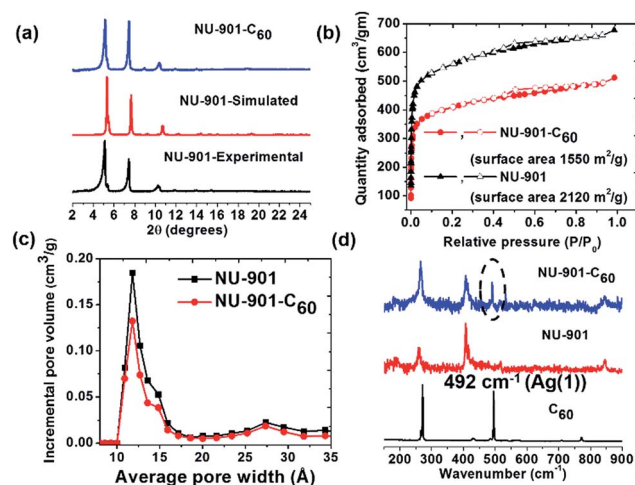 (a)
NU-901-C60
NU-901-Simulated
NU-901-Experimental
2 4 6 8 10 12 14 16 18 20 22 24
2θ (degrees)
(b)
Quantity adsorbed (cm³/gm)
700
600
500
400
300
200
100
NU-901-C60
(surface area 1550 m²/g)
NU-901
(surface area 2120 m²/g)
0.0 0.2 0.4 0.6 0.8 1.0
Relative pressure (P/P0)
(c)
Incremental pore volume (cm³/g)
0.20
0.15
0.10
0.05
0.00
NU-901
NU-901-C60
10 15 20 25 30 35
Average pore width (Å)
(d)
NU-901-C60
NU-901
492 cm⁻¹ (Ag(1))
C60
200 300 400 500 600 700 800 900
Wavenumber (cm⁻¹)